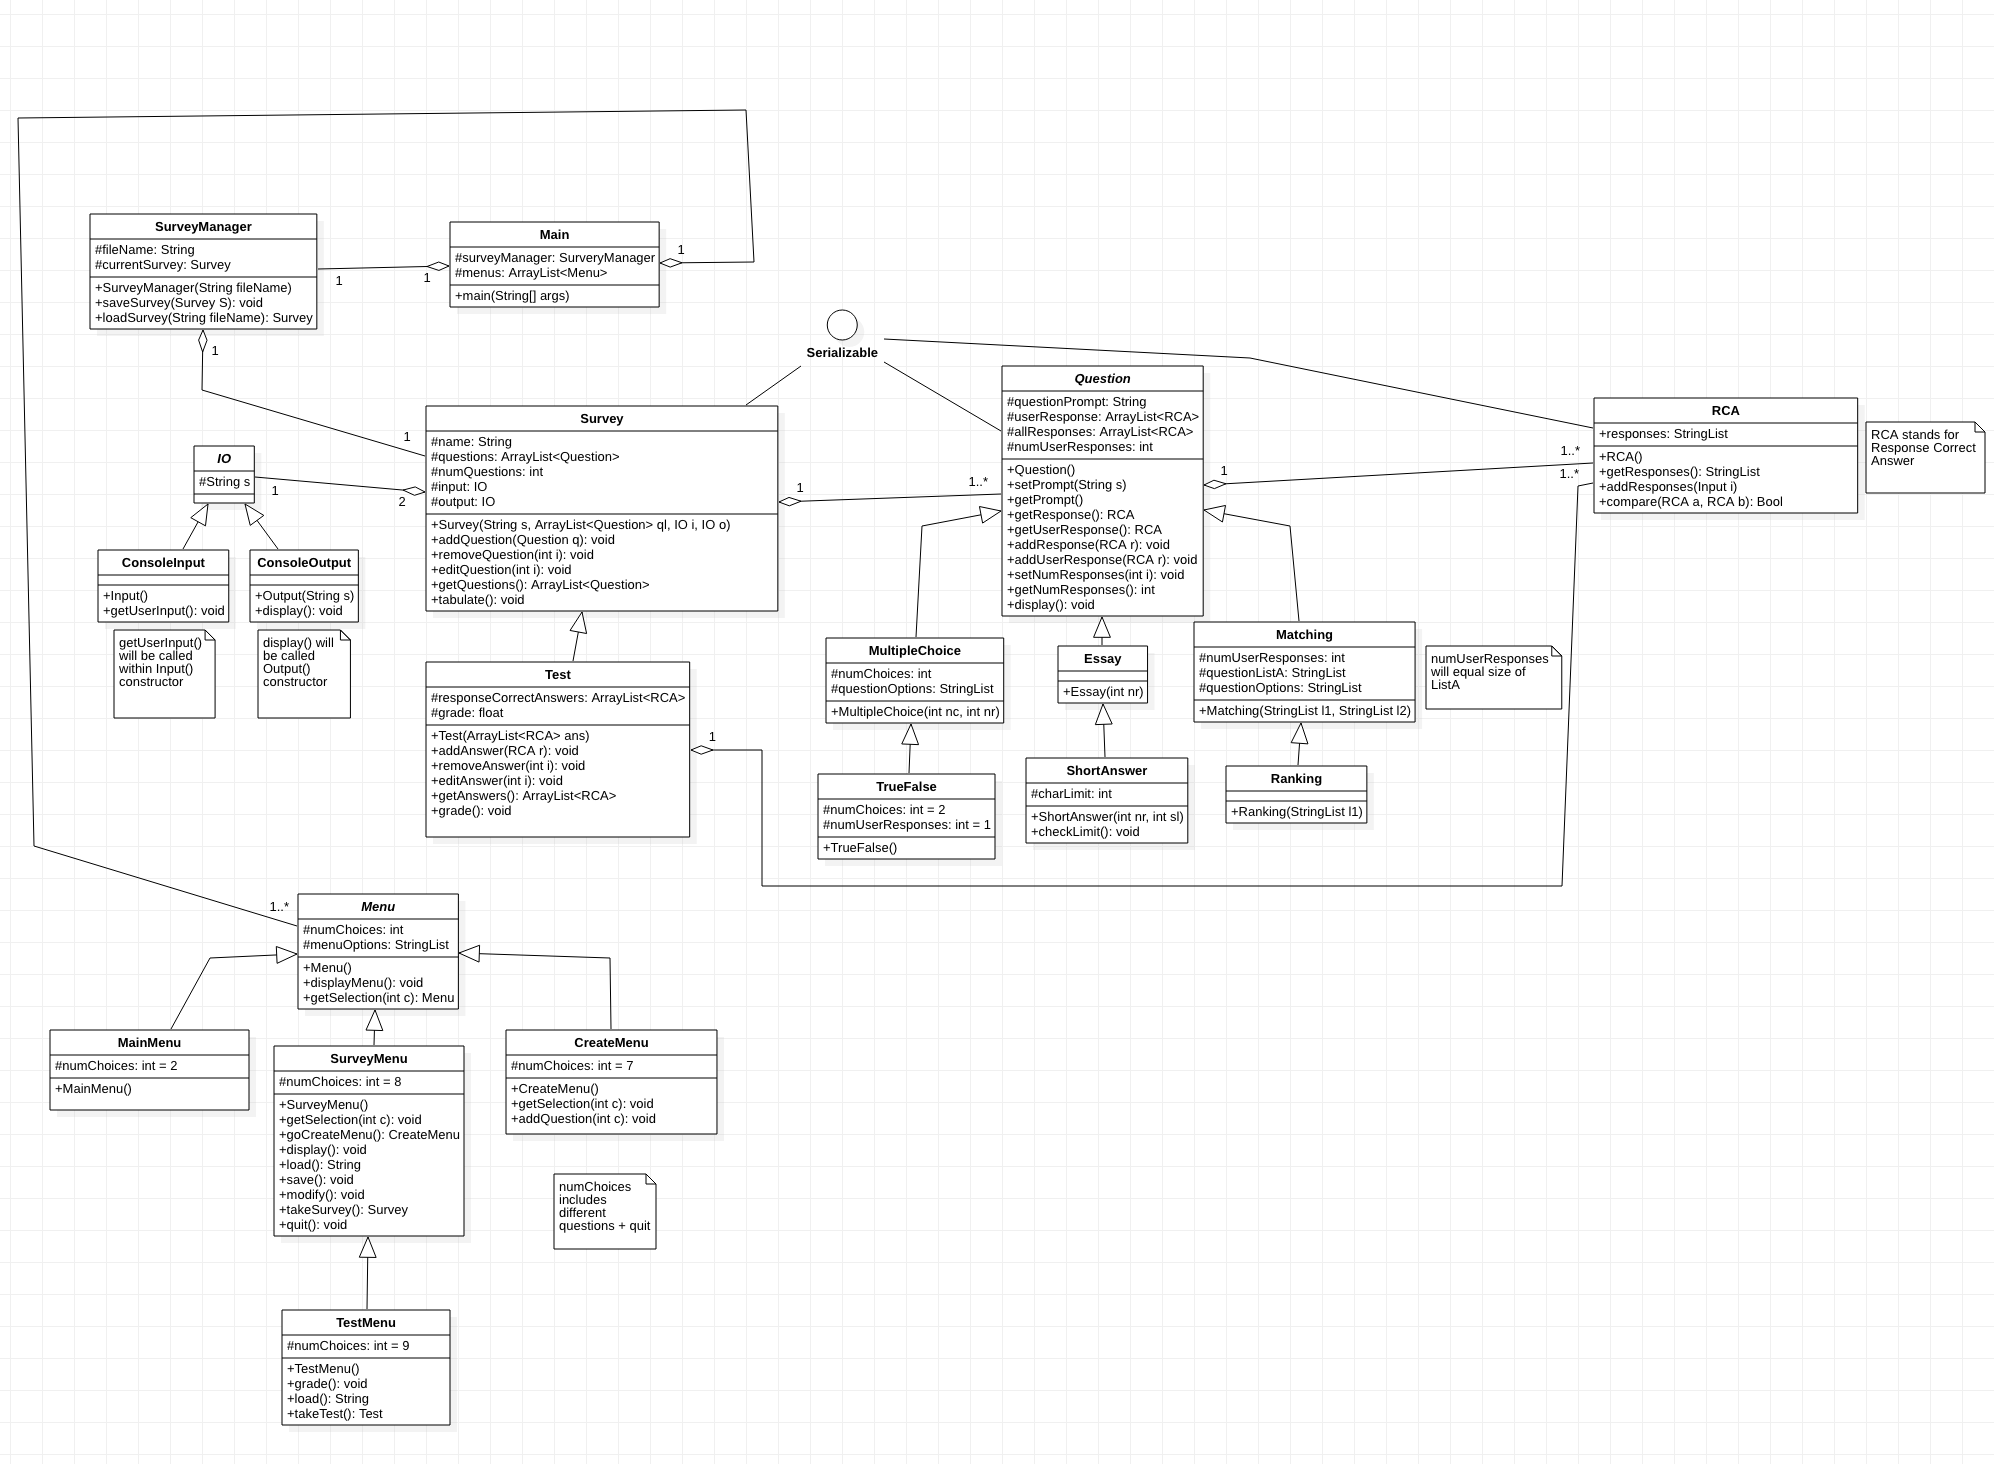 SurveyManager
#fileName: String
#currentSurvey: Survey
+SurveyManager(String fileName)
+saveSurvey(Survey S): void
+loadSurvey(String fileName): Survey
1
1
Main
#surveyManager: SurveryManager
#menus: ArrayList<Menu>
+main(String[] args)
1
1
1
Serializable
IO
#String s
1
2
ConsoleInput
+Input()
+getUserInput(): void
ConsoleOutput
+Output(String s)
+display(): void
getUserInput()
will be called
within Input()
constructor
display() will
be called
Output()
constructor
Survey
#name: String
#questions: ArrayList<Question>
#numQuestions: int
#input: IO
#output: IO
+Survey(String s, ArrayList<Question> ql, IO i, IO o)
+addQuestion(Question q): void
+removeQuestion(int i): void
+editQuestion(int i): void
+getQuestions(): ArrayList<Question>
+tabulate(): void
1
1..*
Question
#questionPrompt: String
#userResponse: ArrayList<RCA>
#allResponses: ArrayList<RCA>
#numUserResponses: int
+Question()
+setPrompt(String s)
+getPrompt()
+getResponse(): RCA
+getUserResponse(): RCA
+addResponse(RCA r): void
+addUserResponse(RCA r): void
+setNumResponses(int i): void
+getNumResponses(): int
+display(): void
1
1..*
1..*
RCA
+responses: StringList
+RCA()
+getResponses(): StringList
+addResponses(Input i)
+compare(RCA a, RCA b): Bool
RCA stands for
Response Correct
Answer
Test
#responseCorrectAnswers: ArrayList<RCA>
#grade: float
+Test(ArrayList<RCA> ans)
+addAnswer(RCA r): void
+removeAnswer(int i): void
+editAnswer(int i): void
+getAnswers(): ArrayList<RCA>
+grade(): void
1
MultipleChoice
#numChoices: int
#questionOptions: StringList
+MultipleChoice(int nc, int nr)
Essay
+Essay(int nr)
Matching
#numUserResponses: int
#questionListA: StringList
#questionOptions: StringList
+Matching(StringList l1, StringList l2)
numUserResponses
will equal size of
ListA
TrueFalse
#numChoices: int = 2
#numUserResponses: int = 1
+TrueFalse()
ShortAnswer
#charLimit: int
+ShortAnswer(int nr, int sl)
+checkLimit(): void
Ranking
+Ranking(StringList l1)
1..*
Menu
#numChoices: int
#menuOptions: StringList
+Menu()
+displayMenu(): void
+getSelection(int c): Menu
MainMenu
#numChoices: int = 2
+MainMenu()
SurveyMenu
#numChoices: int = 8
+SurveyMenu()
+getSelection(int c): void
+goCreateMenu(): CreateMenu
+display(): void
+load(): String
+save(): void
+modify(): void
+takeSurvey(): Survey
+quit(): void
CreateMenu
#numChoices: int = 7
+CreateMenu()
+getSelection(int c): void
+addQuestion(int c): void
numChoices
includes
different
questions + quit
TestMenu
#numChoices: int = 9
+TestMenu()
+grade(): void
+load(): String
+takeTest(): Test